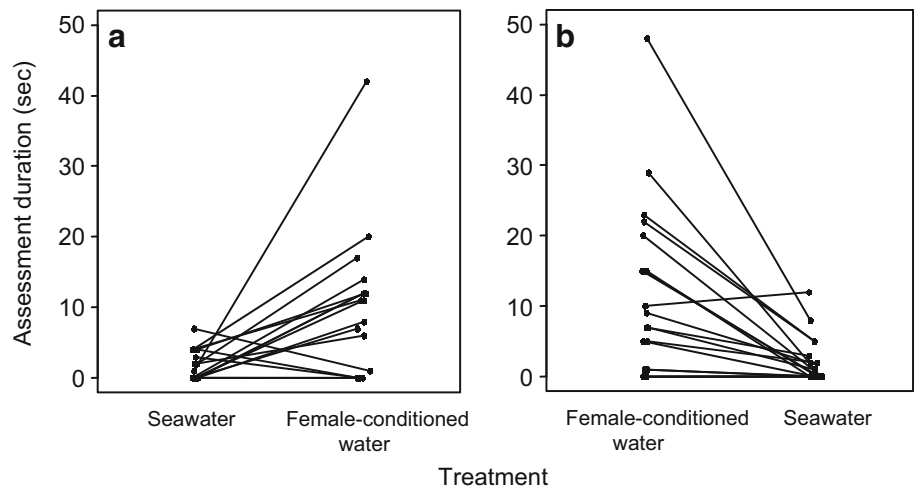 a
b
Assessment duration (sec)
50
40
30
20
10
0
50
40
30
20
10
0
Seawater
Female-conditioned
water
Female-conditioned
water
Seawater
Treatment